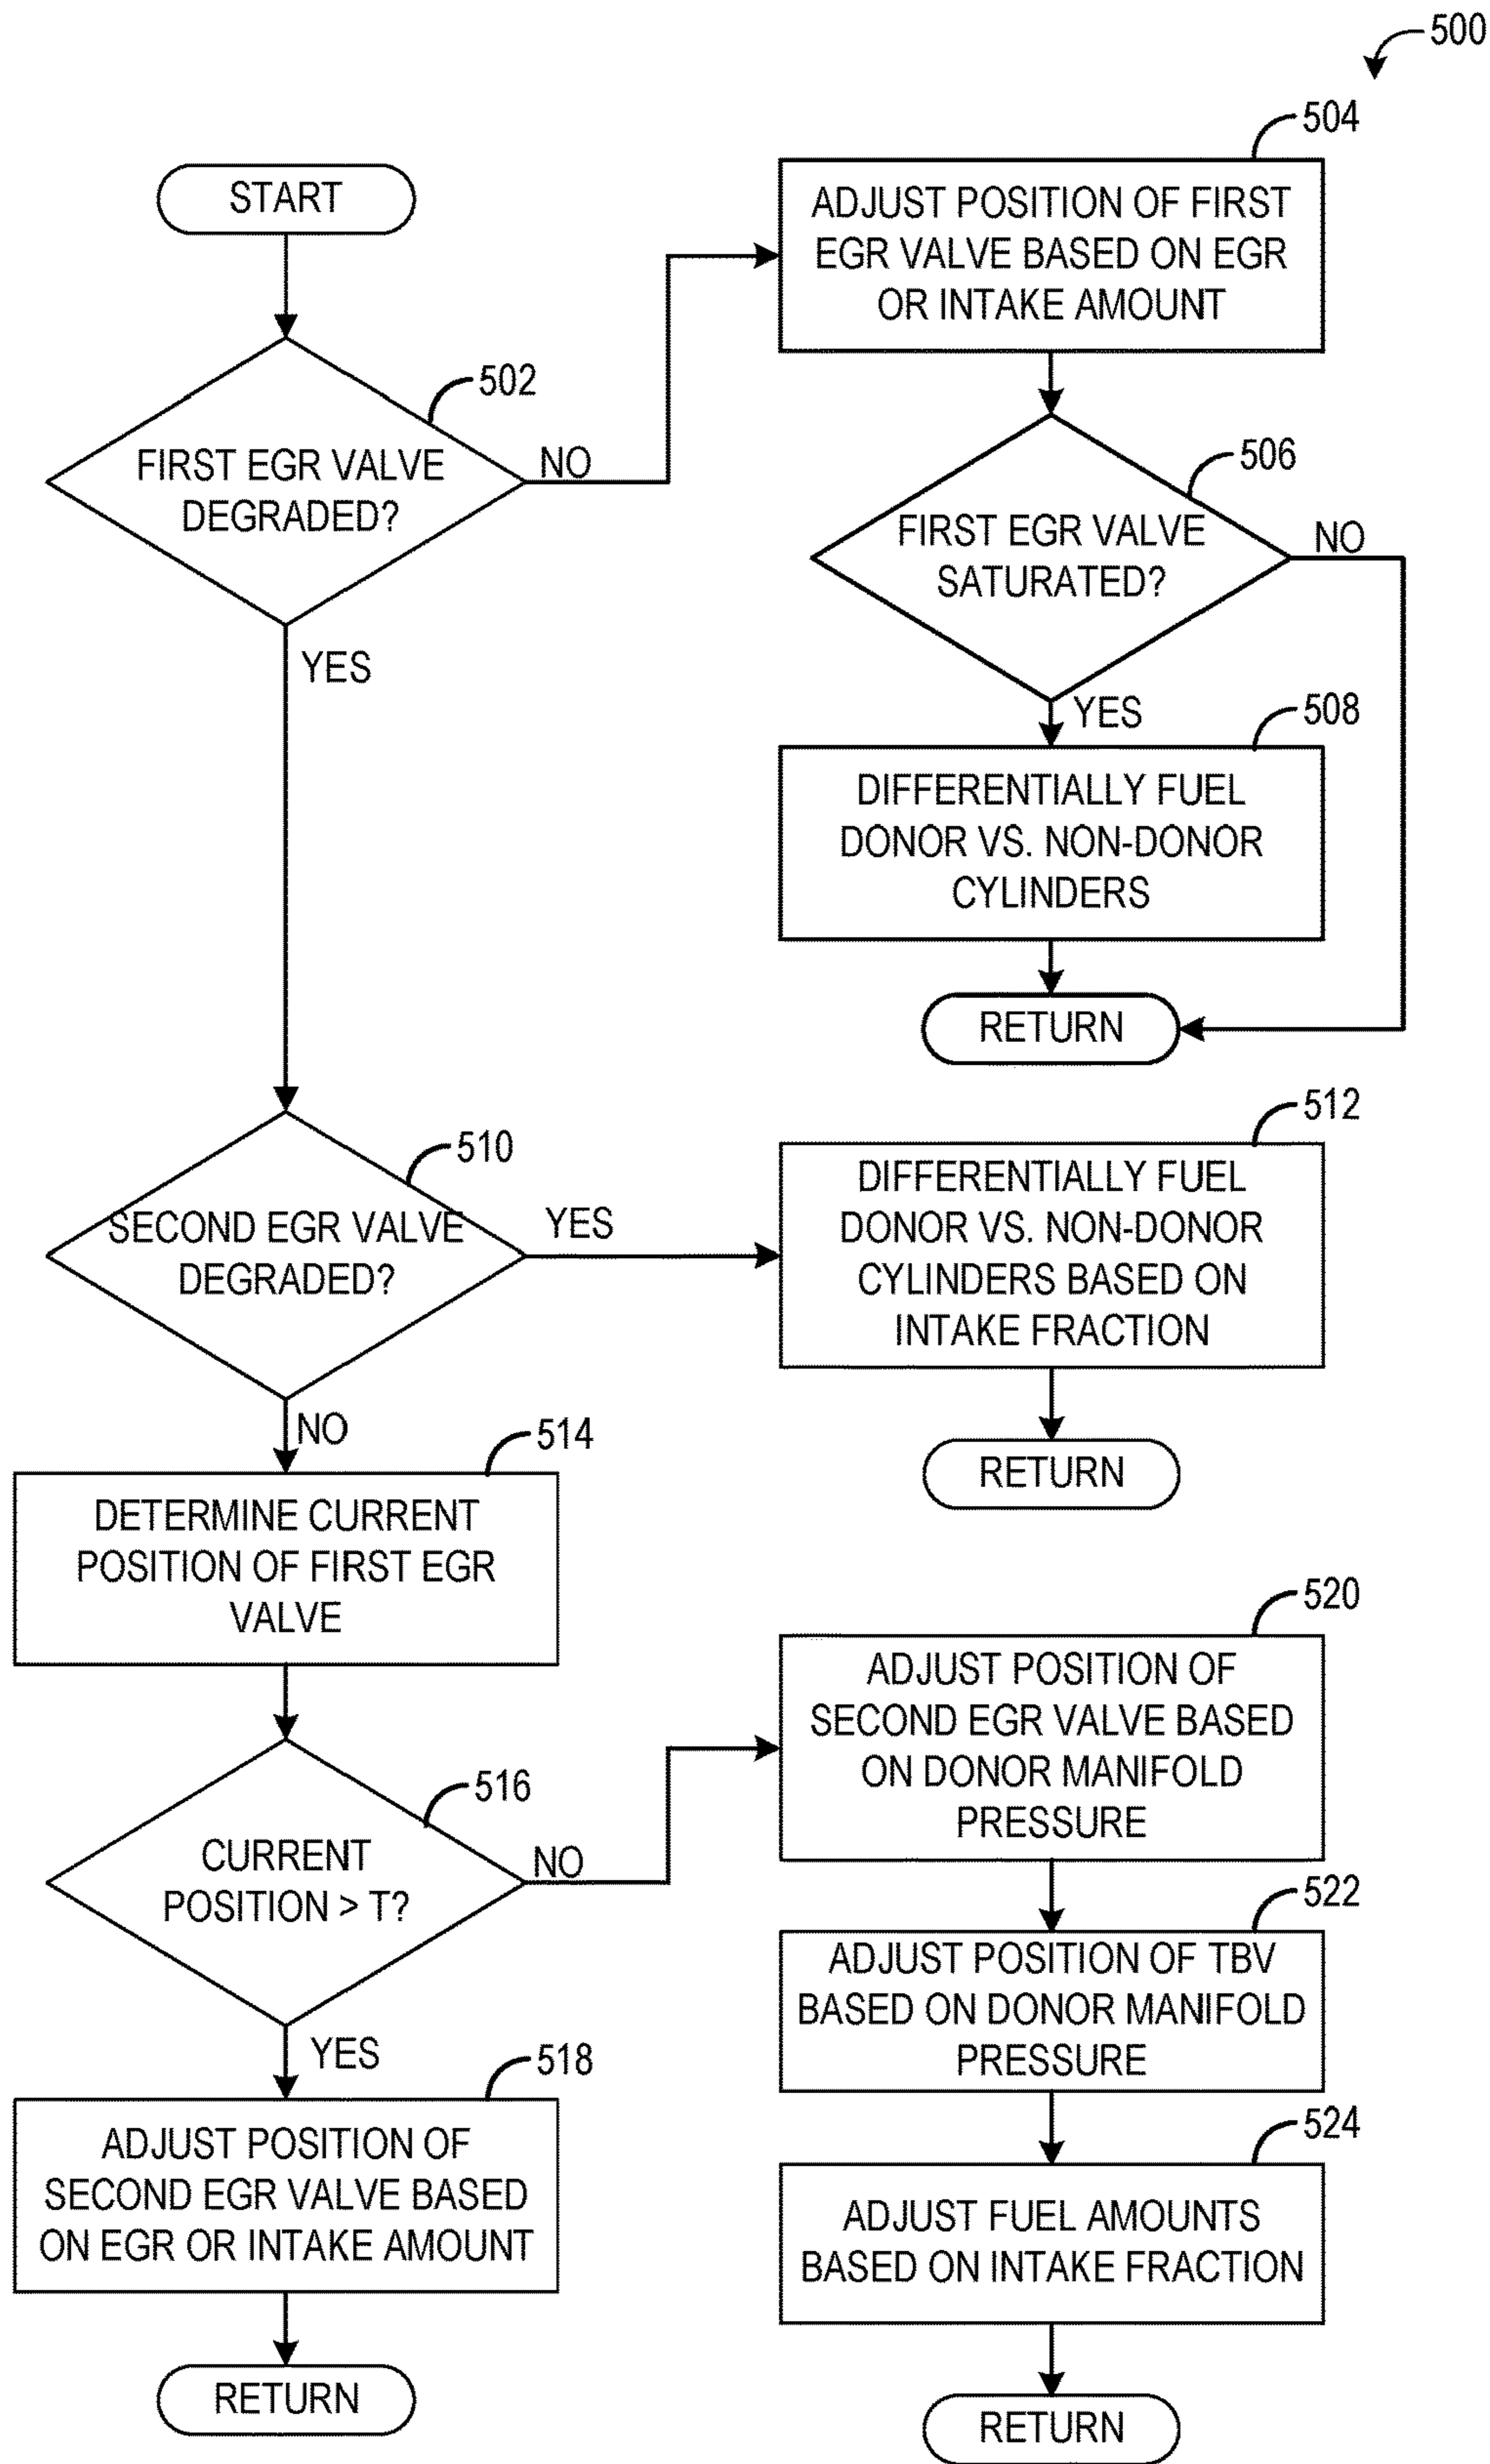 500
START
502
FIRST EGR VALVE
DEGRADED?
NO
YES
504
ADJUST POSITION OF FIRST
EGR VALVE BASED ON EGR
OR INTAKE AMOUNT
506
FIRST EGR VALVE
SATURATED?
NO
YES
508
DIFFERENTIALLY FUEL
DONOR VS. NON-DONOR
CYLINDERS
RETURN
510
SECOND EGR VALVE
DEGRADED?
YES
NO
512
DIFFERENTIALLY FUEL
DONOR VS. NON-DONOR
CYLINDERS BASED ON
INTAKE FRACTION
RETURN
514
DETERMINE CURRENT
POSITION OF FIRST EGR
VALVE
516
CURRENT
POSITION > T?
NO
YES
518
ADJUST POSITION OF
SECOND EGR VALVE BASED
ON EGR OR INTAKE AMOUNT
RETURN
520
ADJUST POSITION OF
SECOND EGR VALVE BASED
ON DONOR MANIFOLD
PRESSURE
522
ADJUST POSITION OF TBV
BASED ON DONOR MANIFOLD
PRESSURE
524
ADJUST FUEL AMOUNTS
BASED ON INTAKE FRACTION
RETURN